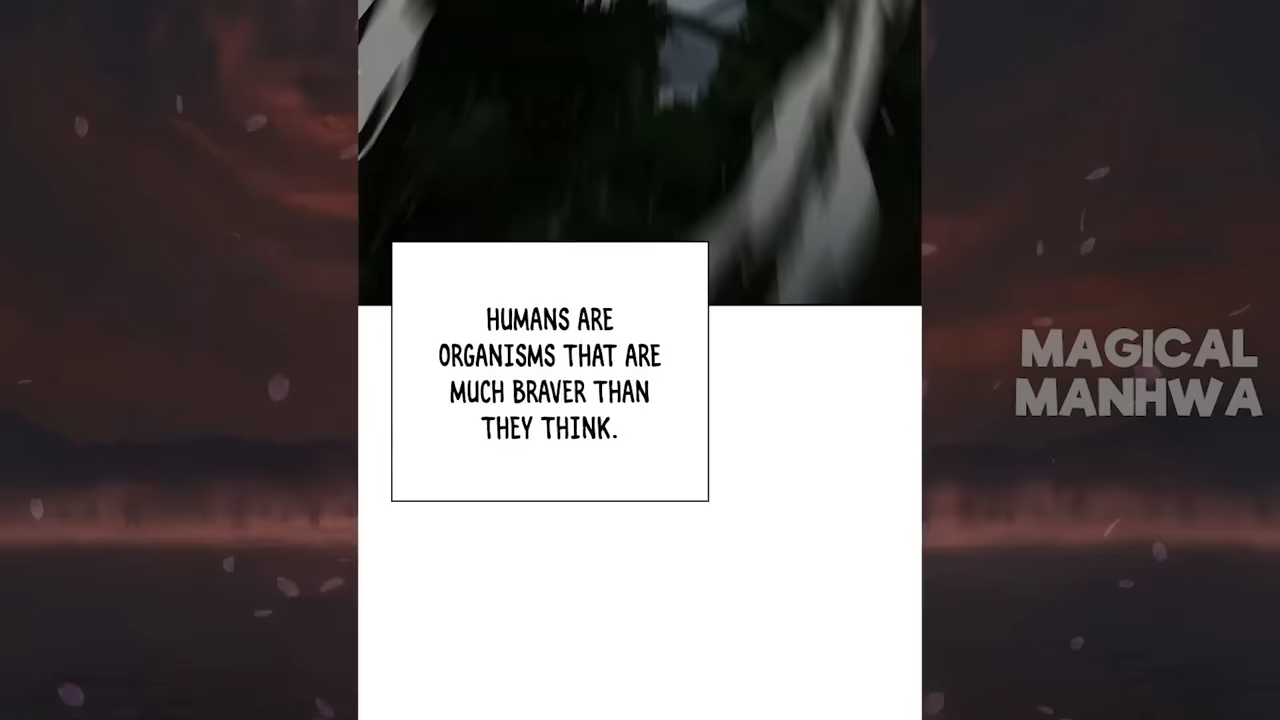 HUMANS ARE
ORGANISMS THAT ARE
MUCH BRAVER THAN
THEY THINK.
MAGICAL
MANHWA